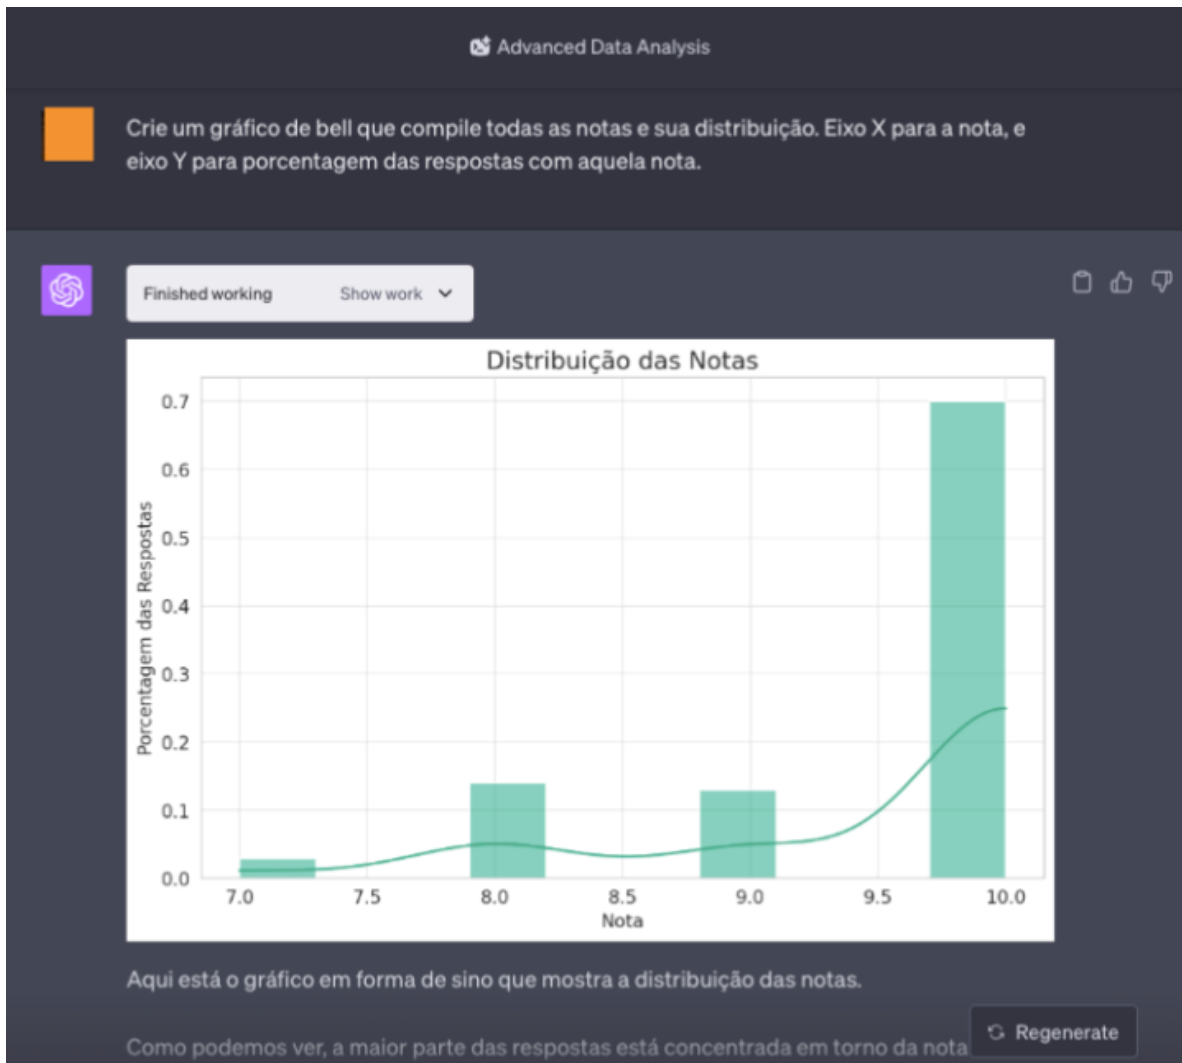 Advanced Data Analysis
Crie um gráfico de bell que compile todas as notas e sua distribuição. Eixo X para a nota, e
eixo Y para porcentagem das respostas com aquela nota.
Finished working Show work
Distribuição das Notas
Porcentagem das Respostas
0.7
0.6
0.5
0.4
0.3
0.2
0.1
0.0
7.0 7.5 8.0 8.5 9.0 9.5 10.0
Nota
Aqui está o gráfico em forma de sino que mostra a distribuição das notas.
Regenerate
Como podemos ver, a maior parte das respostas está concentrada em torno da nota